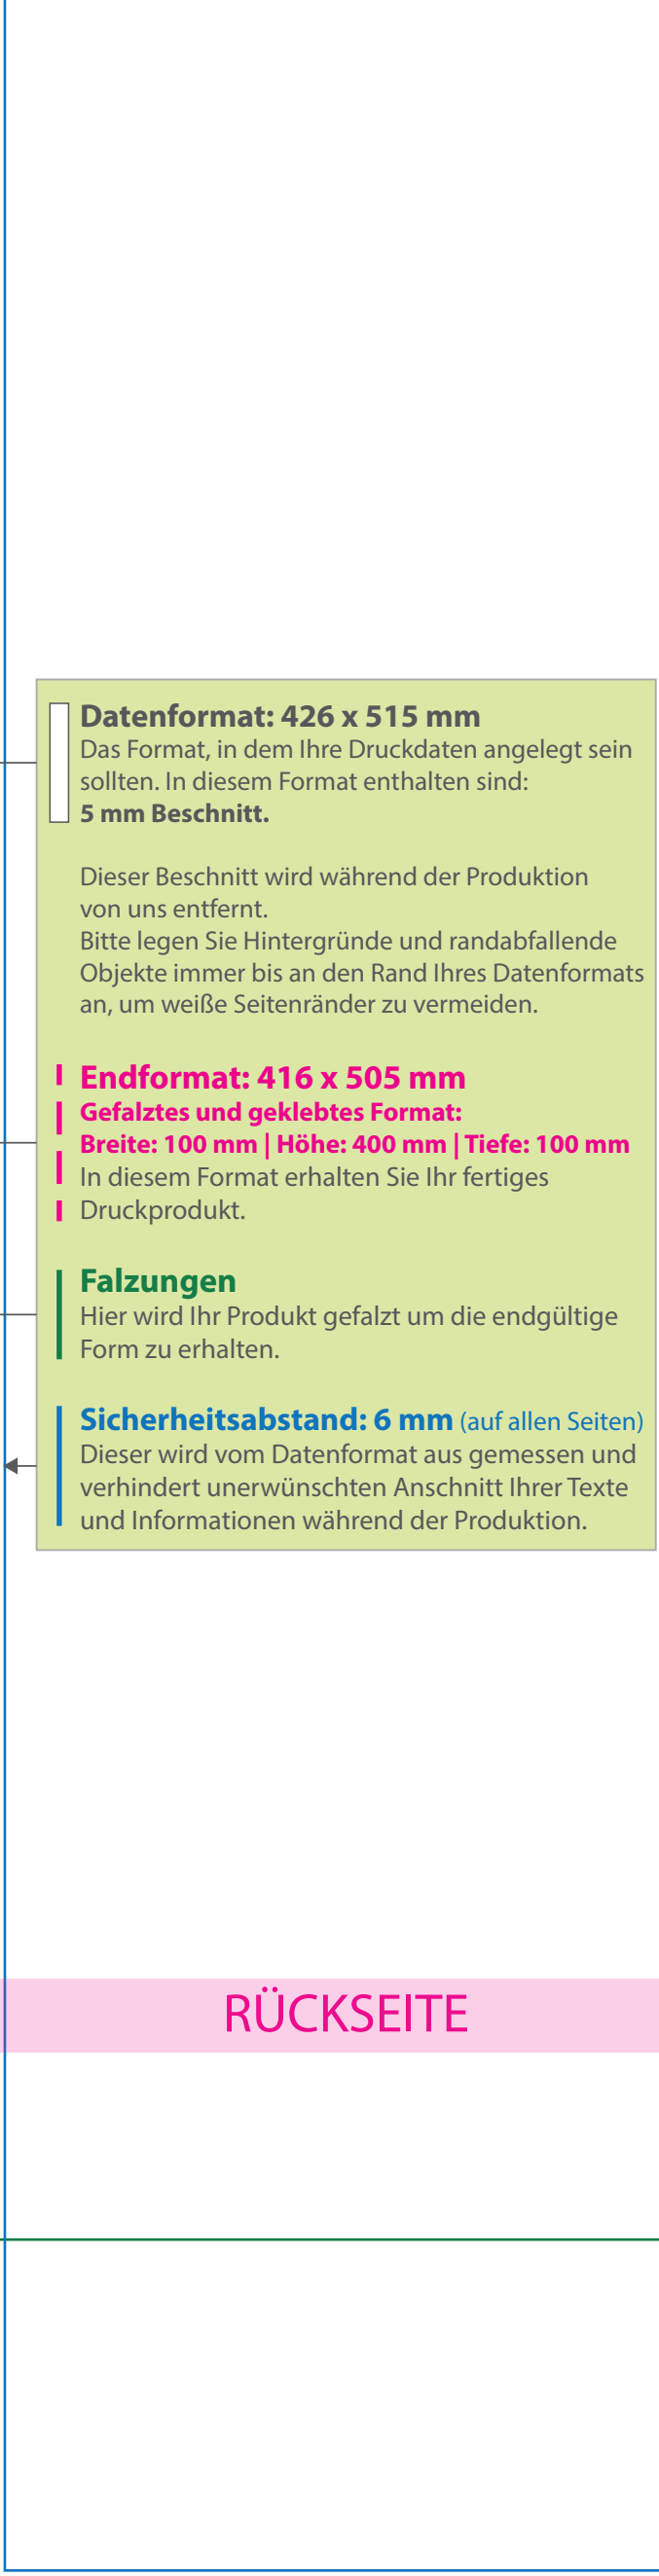 Datenformat: 426 x 515 mm
Das Format, in dem Ihre Druckdaten angelegt sein
sollten. In diesem Format enthalten sind:
5 mm Beschnitt.
Dieser Beschnitt wird während der Produktion
von uns entfernt.
Bitte legen Sie Hintergründe und randabfallende
Objekte immer bis an den Rand Ihres Datenformats
an, um weiße Seitenränder zu vermeiden.
Endformat: 416 x 505 mm
Gefalztes und geklebtes Format:
Breite: 100 mm | Höhe: 400 mm | Tiefe: 100 mm
In diesem Format erhalten Sie Ihr fertiges
Druckprodukt.
Falzungen
Hier wird Ihr Produkt gefalzt um die endgültige
Form zu erhalten.
Sicherheitsabstand: 6 mm (auf allen Seiten)
Dieser wird vom Datenformat aus gemessen und
verhindert unerwünschten Anschnitt Ihrer Texte
und Informationen während der Produktion.
RÜCKSEITE